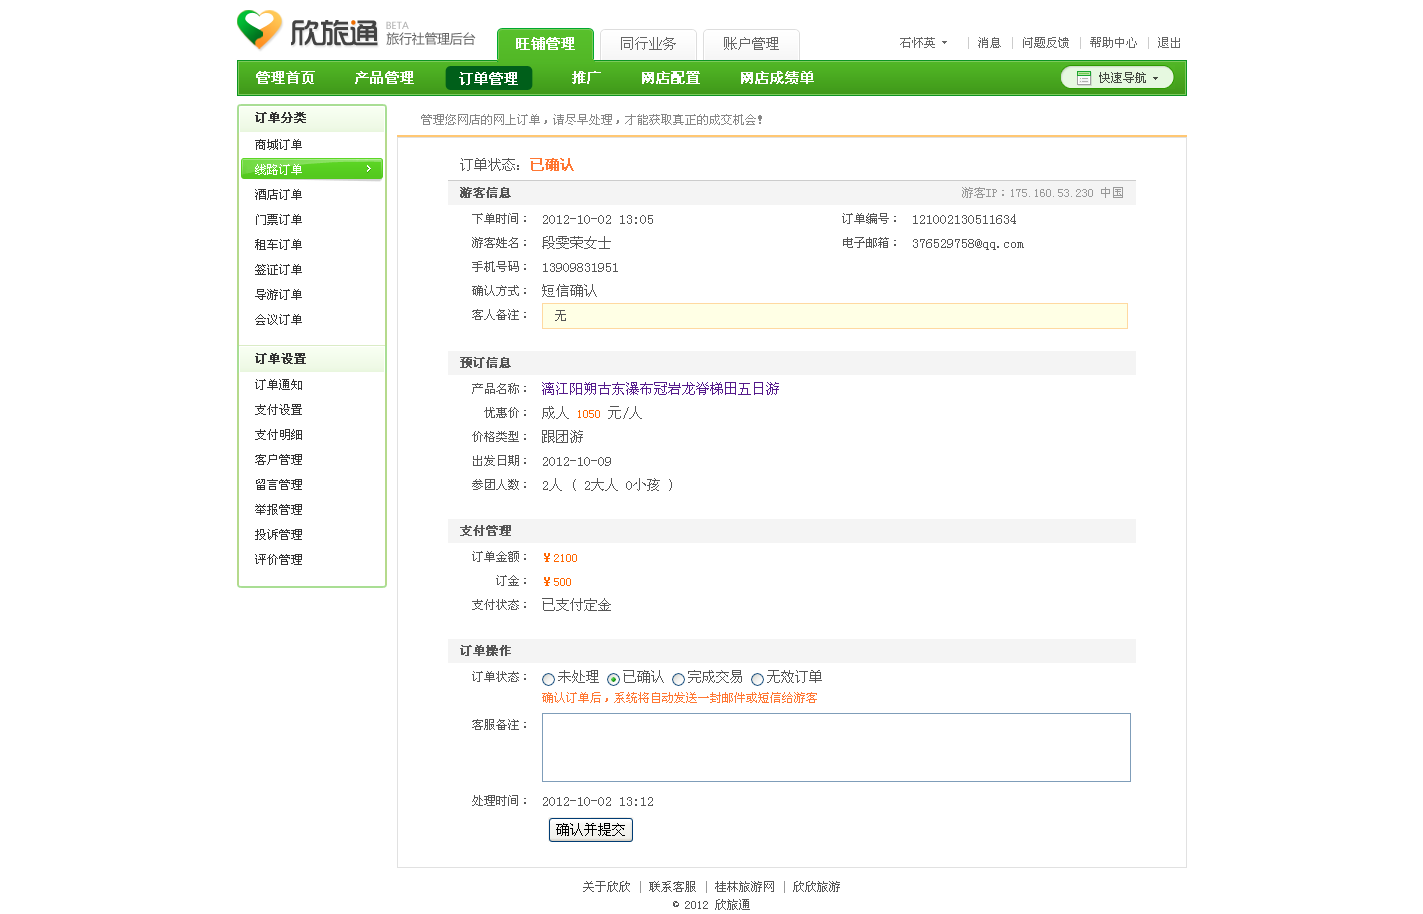 欣旅通 BETA 旅行社管理后台
旺铺管理 同行业务 账户管理
石怀英 消息 问题反馈 帮助中心 退出
管理首页 产品管理 订单管理 推广 网店配置 网店成绩单 快速导航
订单分类
商城订单
线路订单
酒店订单
门票订单
租车订单
签证订单
导游订单
会议订单
订单设置
订单通知
支付设置
支付明细
客户管理
留言管理
举报管理
投诉管理
评价管理
管理您网店的网上订单，请尽早处理，才能获取真正的成交机会！
订单状态：已确认
游客信息 游客IP：175.160.53.230 中国
下单时间： 2012-10-02 13:05 订单编号： 121002130511634
游客姓名： 段雯荣女士 电子邮箱： 376529758@qq.com
手机号码： 13909831951
确认方式： 短信确认
客人备注： 无
预订信息
产品名称： 漓江阳朔古东瀑布冠岩龙脊梯田五日游
优惠价： 成人 1050 元/人
价格类型： 跟团游
出发日期： 2012-10-09
参团人数： 2人 ( 2大人 0小孩 )
支付管理
订单金额： ¥2100
订金： ¥500
支付状态： 已支付定金
订单操作
订单状态： 未处理 已确认 完成交易 无效订单
确认订单后，系统将自动发送一封邮件或短信给游客
客服备注：
处理时间： 2012-10-02 13:12
确认并提交
关于欣欣 | 联系客服 | 桂林旅游网 | 欣欣旅游
© 2012 欣旅通